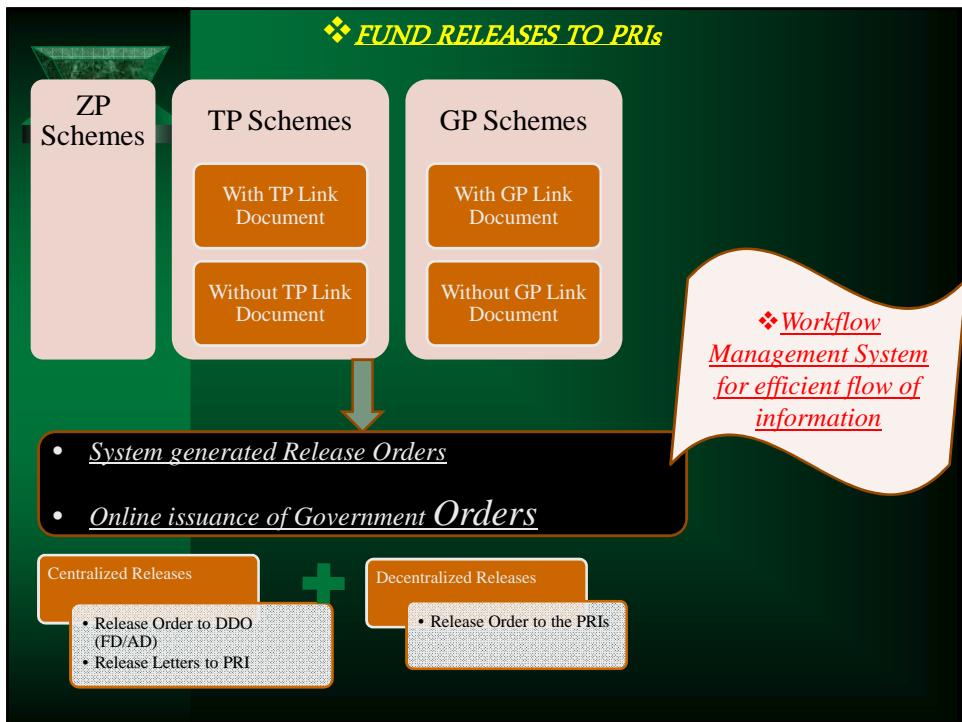 ❖ FUND RELEASES TO PRIs
ZP
Schemes
TP Schemes
With TP Link
Document
Without TP Link
Document
GP Schemes
With GP Link
Document
Without GP Link
Document
❖Workflow
Management System
for efficient flow of
information
• System generated Release Orders
• Online issuance of Government Orders
Centralized Releases
• Release Order to DDO
(FD/AD)
• Release Letters to PRI
Decentralized Releases
• Release Order to the PRIs